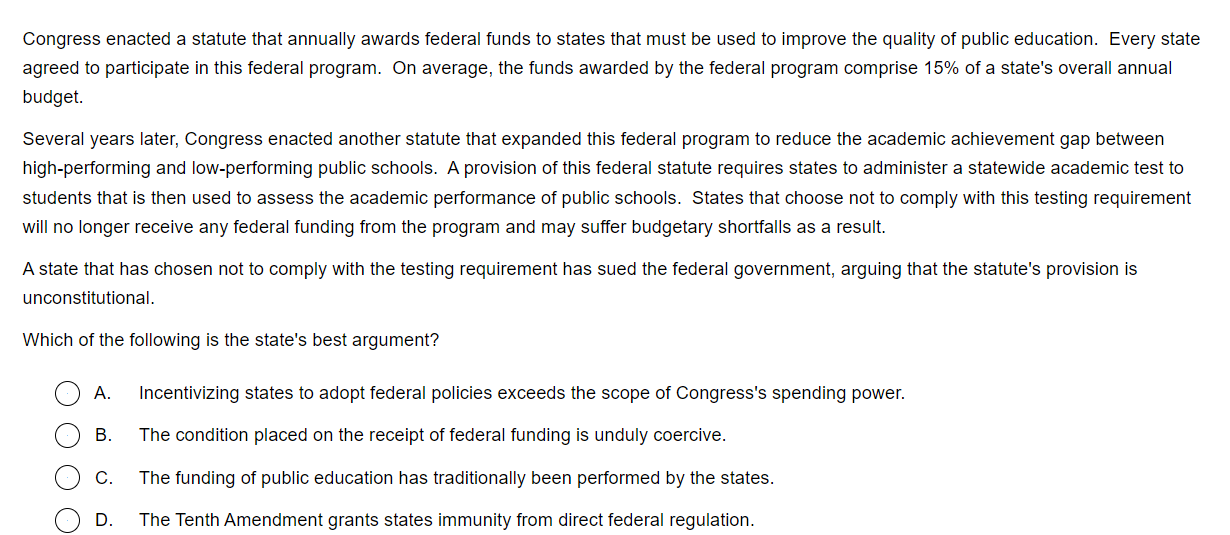 Congress enacted a statute that annually awards federal funds to states that must be used to improve the quality of public education.  Every state
agreed to participate in this federal program.  On average, the funds awarded by the federal program comprise 15% of a state's overall annual
budget.
Several years later, Congress enacted another statute that expanded this federal program to reduce the academic achievement gap between
high-performing and low-performing public schools.  A provision of this federal statute requires states to administer a statewide academic test to
students that is then used to assess the academic performance of public schools.  States that choose not to comply with this testing requirement
will no longer receive any federal funding from the program and may suffer budgetary shortfalls as a result.
A state that has chosen not to comply with the testing requirement has sued the federal government, arguing that the statute's provision is
unconstitutional.
Which of the following is the state's best argument?
A. Incentivizing states to adopt federal policies exceeds the scope of Congress's spending power.
B. The condition placed on the receipt of federal funding is unduly coercive.
C. The funding of public education has traditionally been performed by the states.
D. The Tenth Amendment grants states immunity from direct federal regulation.